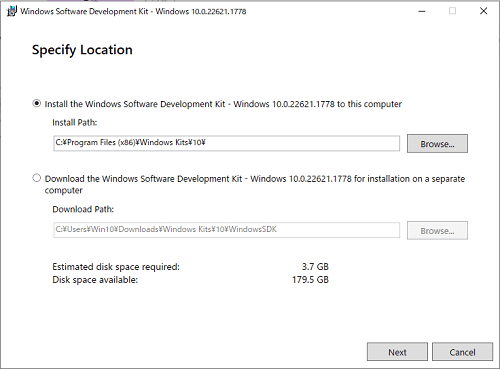 Windows Software Development Kit - Windows 10.0.22621.1778
Specify Location
Install the Windows Software Development Kit - Windows 10.0.22621.1778 to this computer
Install Path:
C:¥Program Files (x86)¥Windows Kits¥10¥
Browse...
Download the Windows Software Development Kit - Windows 10.0.22621.1778 for installation on a separate
computer
Download Path:
C:¥Users¥Win10¥Downloads¥Windows Kits¥10¥WindowsSDK
Browse...
Estimated disk space required: 3.7 GB
Disk space available: 179.5 GB
Next Cancel